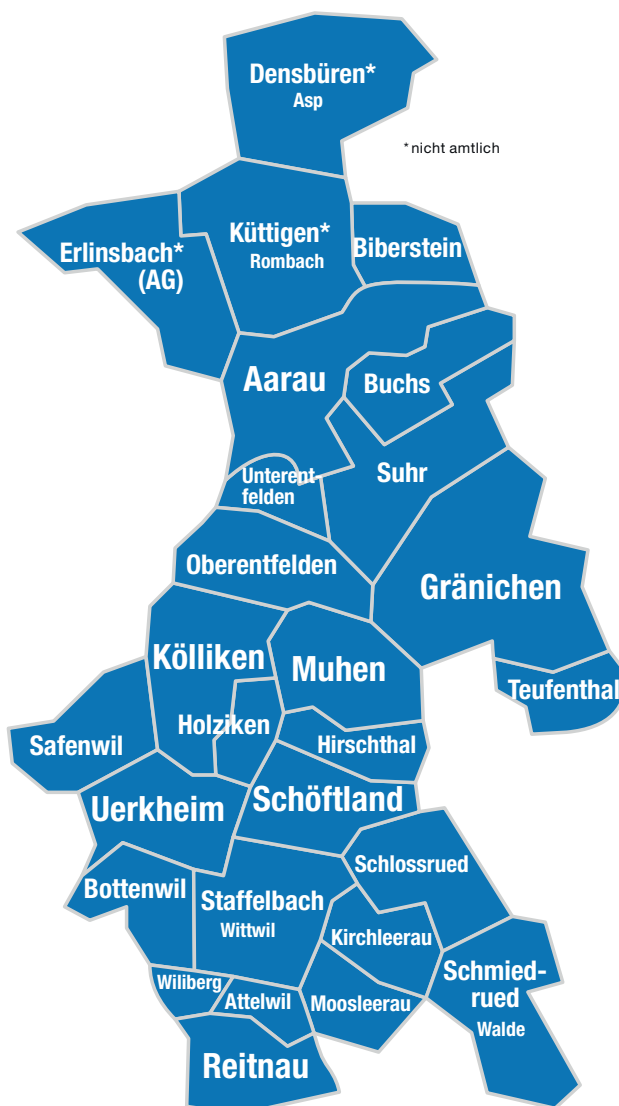 Densbüren*
Asp
*nicht amtlich
Küttigen*
Rombach
Biberstein
Erlinsbach*
(AG)
Aarau
Buchs
Suhr
Unterent
felden
Oberentfelden
Gränichen
Kölliken
Muhen
Teufenthal
Holziken
Hirschthal
Safenwil
Uerkheim
Schöftland
Schlossrued
Bottenwil
Staffelbach
Wittwil
Kirchleerau
Schmied-
rued
Walde
Wiliberg
Attelwil
Moosleerau
Reitnau